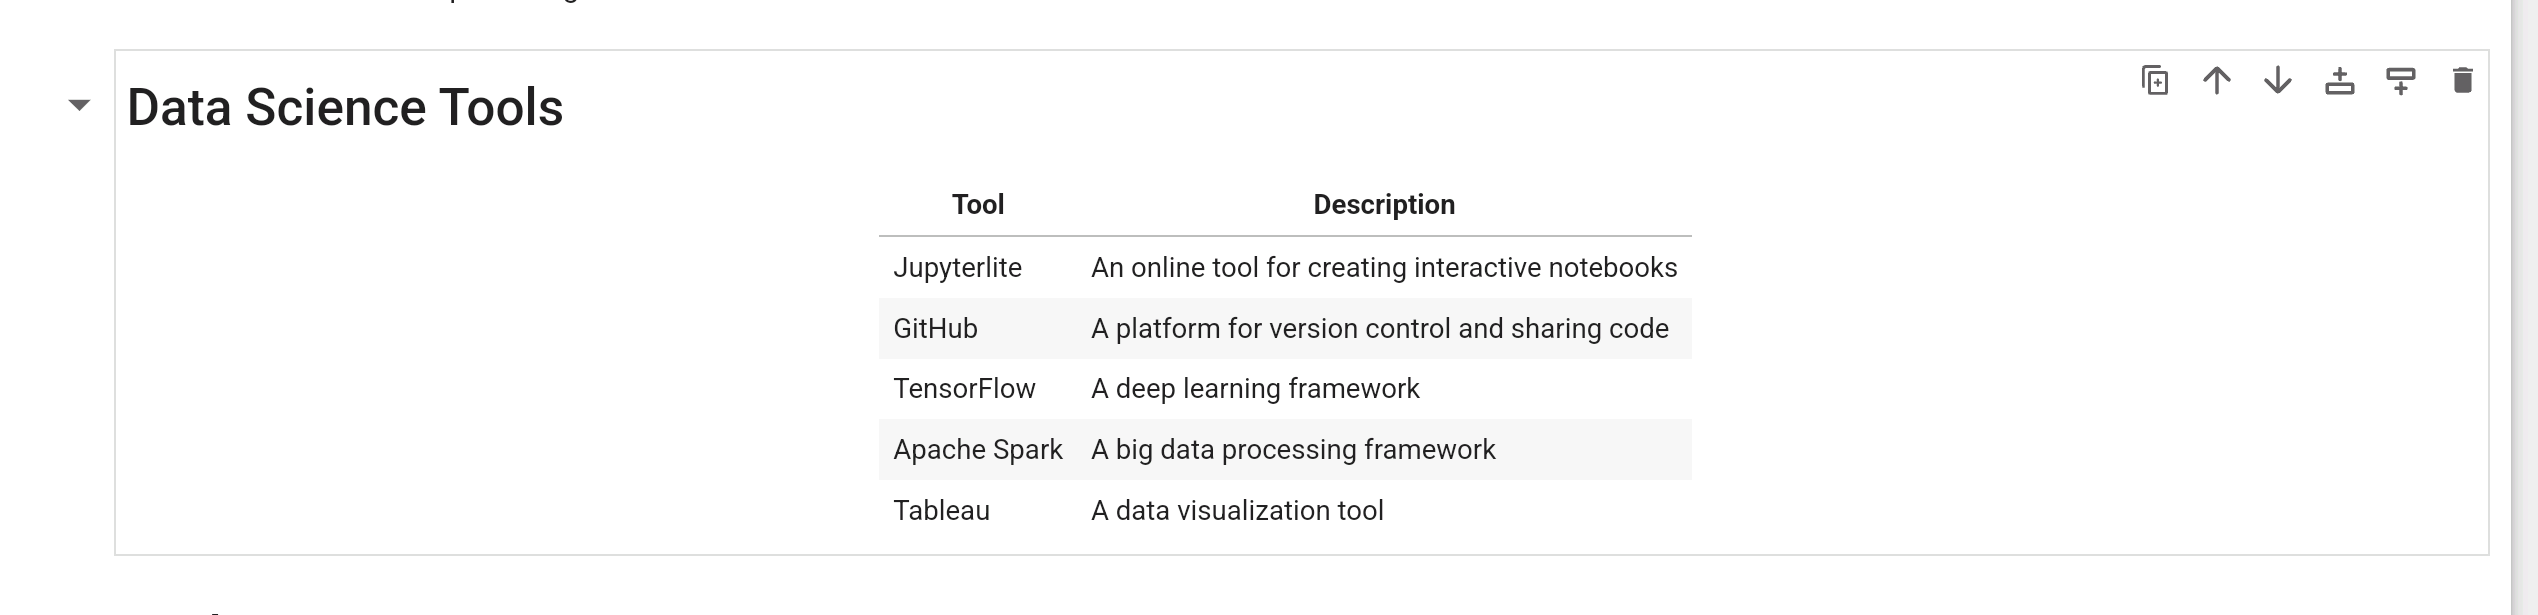 Data Science Tools
Tool Description
Jupyterlite An online tool for creating interactive notebooks
GitHub A platform for version control and sharing code
TensorFlow A deep learning framework
Apache Spark A big data processing framework
Tableau A data visualization tool